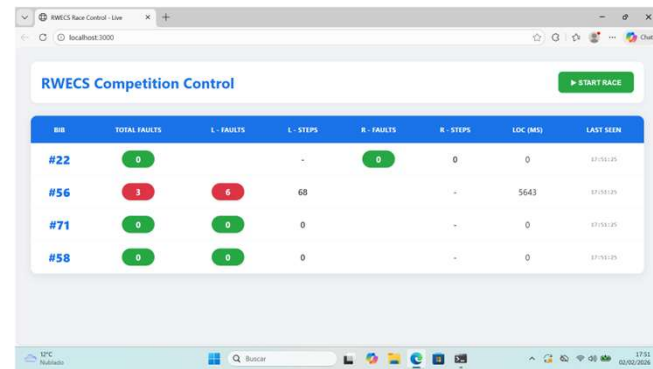 RWECS Race Control - Live
localhost:3000
Chat
RWECS Competition Control
▶ START RACE
BIB TOTAL FAULTS L - FAULTS L - STEPS R - FAULTS R - STEPS LOC (MS) LAST SEEN
#22 0 - 0 0 0 17:51:25
#56 3 6 68 - 5643 17:51:25
#71 0 0 0 - 0 17:51:25
#58 0 0 0 - 0 17:51:25
12°C
Nublado
Buscar
17:51
02/02/2026